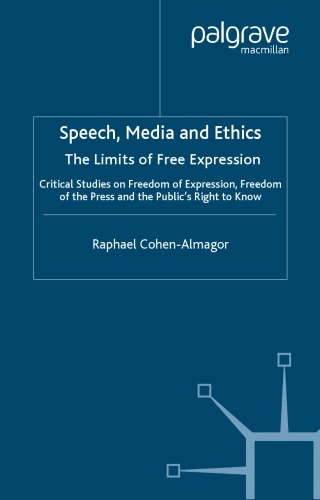 palgrave
macmillan
Speech, Media and Ethics
The Limits of Free Expression
Critical Studies on Freedom of Expression, Freedom
of the Press and the Public's Right to Know
Raphael Cohen-Almagor